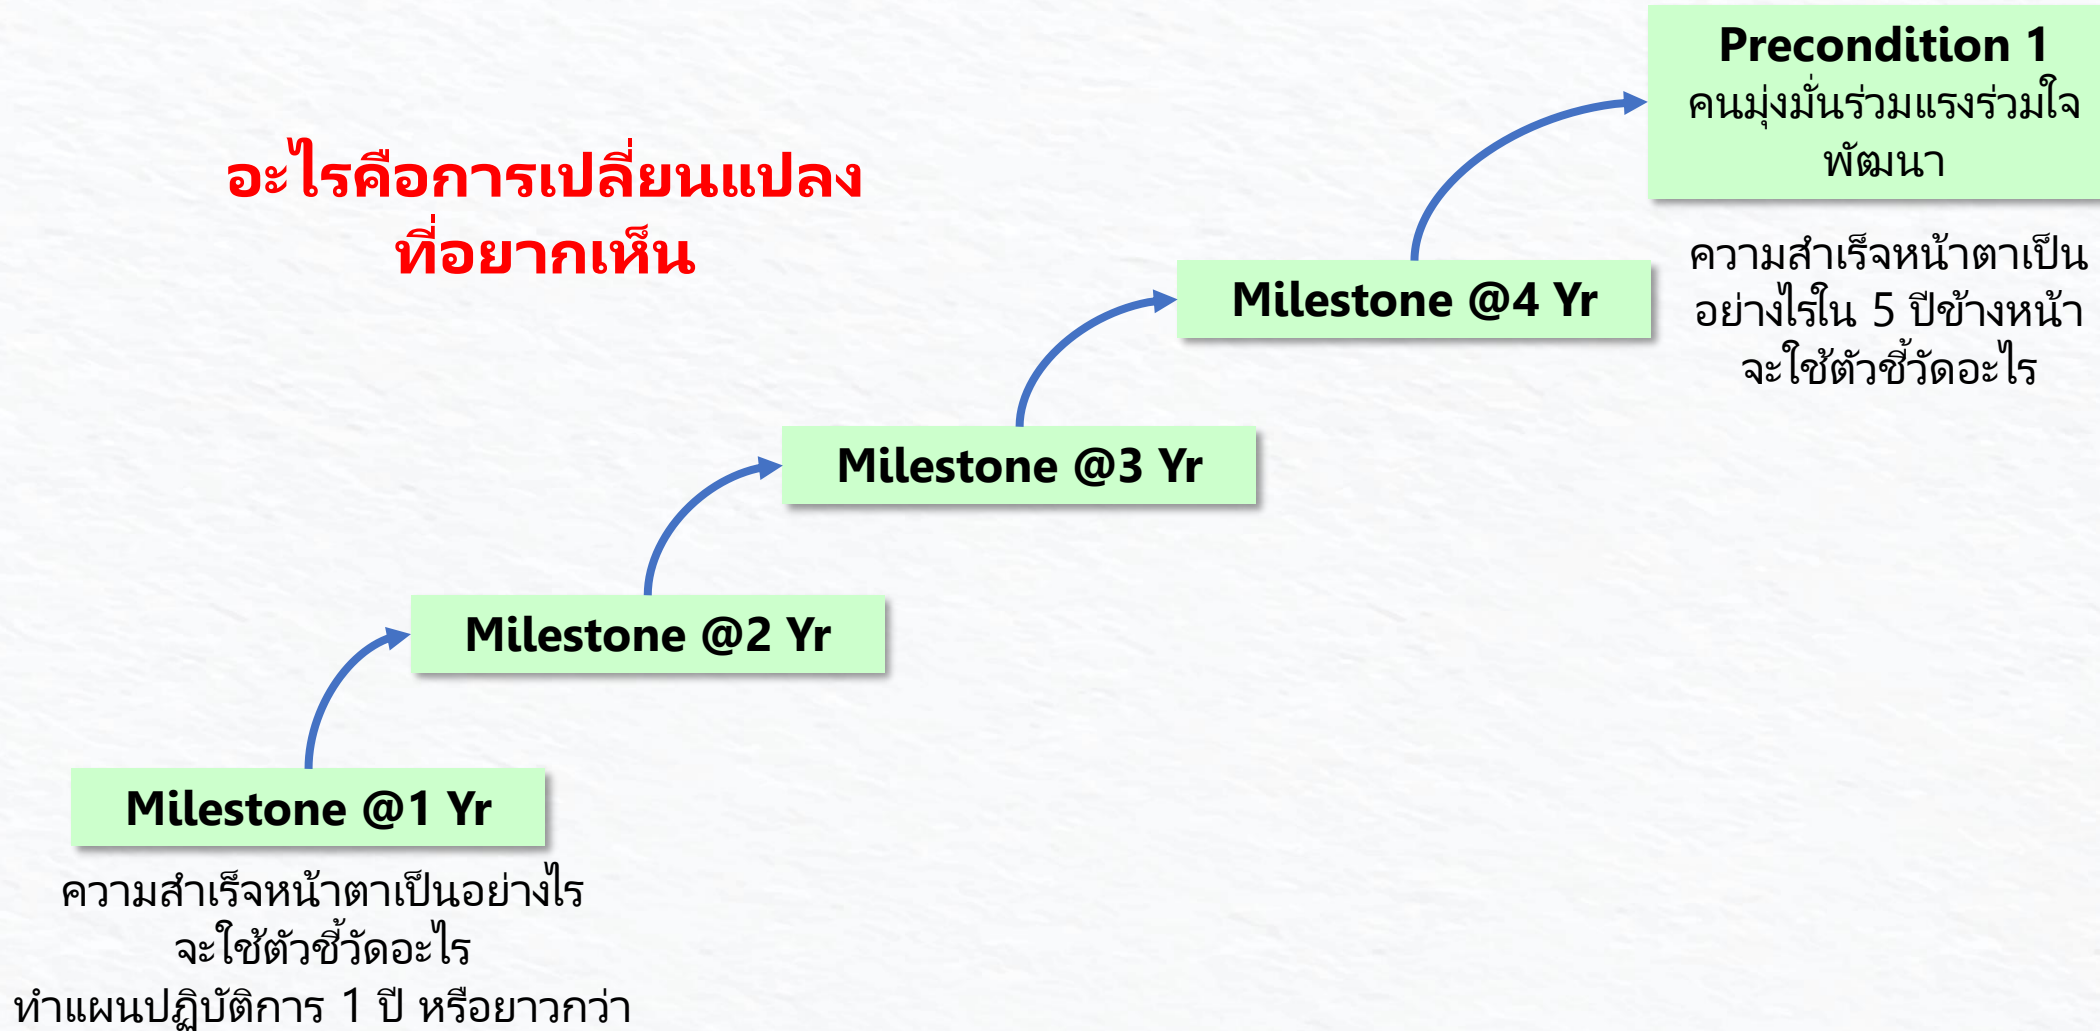 Precondition 1
คนมุ่งมั่นร่วมแรงร่วมใจ
พัฒนา
อะไรคือการเปลี่ยนแปลง
ที่อยากเห็น
ความสำเร็จหน้าตาเป็น
อย่างไรใน 5 ปีข้างหน้า
จะใช้ตัวชี้วัดอะไร
Milestone @4 Yr
Milestone @3 Yr
Milestone @2 Yr
Milestone @1 Yr
ความสำเร็จหน้าตาเป็นอย่างไร
จะใช้ตัวชี้วัดอะไร
ทำแผนปฏิบัติการ 1 ปี หรือยาวกว่า